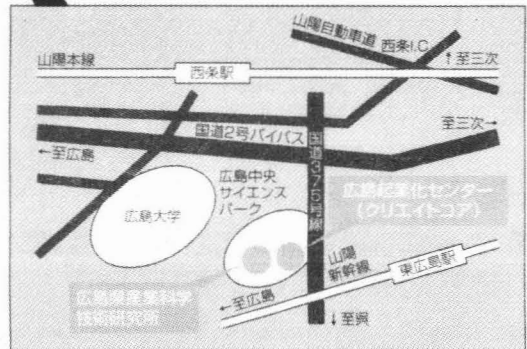 山陽自動車道 西条I.C.
↑至三次
山陽本線
西条駅
至三次→
国道2号バイパス
←至広島
国道375号線
広島中央
サイエンス
パーク
広島大学
広島起業化センター
(クリエイトコア)
広島県産業科学
技術研究所
山陽
新幹線
東広島駅
←至広島
↓至呉